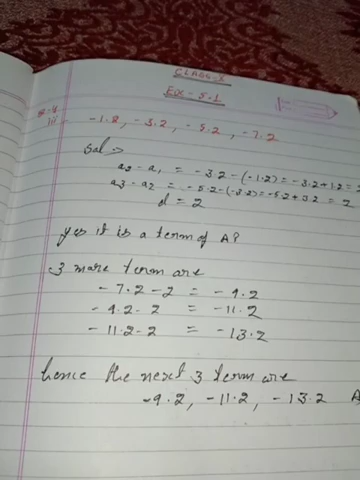 CLASS-X
EX-5.1
Q-4
iii -1.2, -3.2, -5.2, -7.2
Sol →
a2-a1 = -3.2-(-1.2) = -3.2+1.2 = 2
a3-a2 = -5.2-(-3.2) = -5.2+3.2 = 2
d = 2
yes it is a term of AP
3 more term are
-7.2-2 = -9.2
-9.2-2 = -11.2
-11.2-2 = -13.2
hence the next 3 term are
-9.2, -11.2, -13.2 A